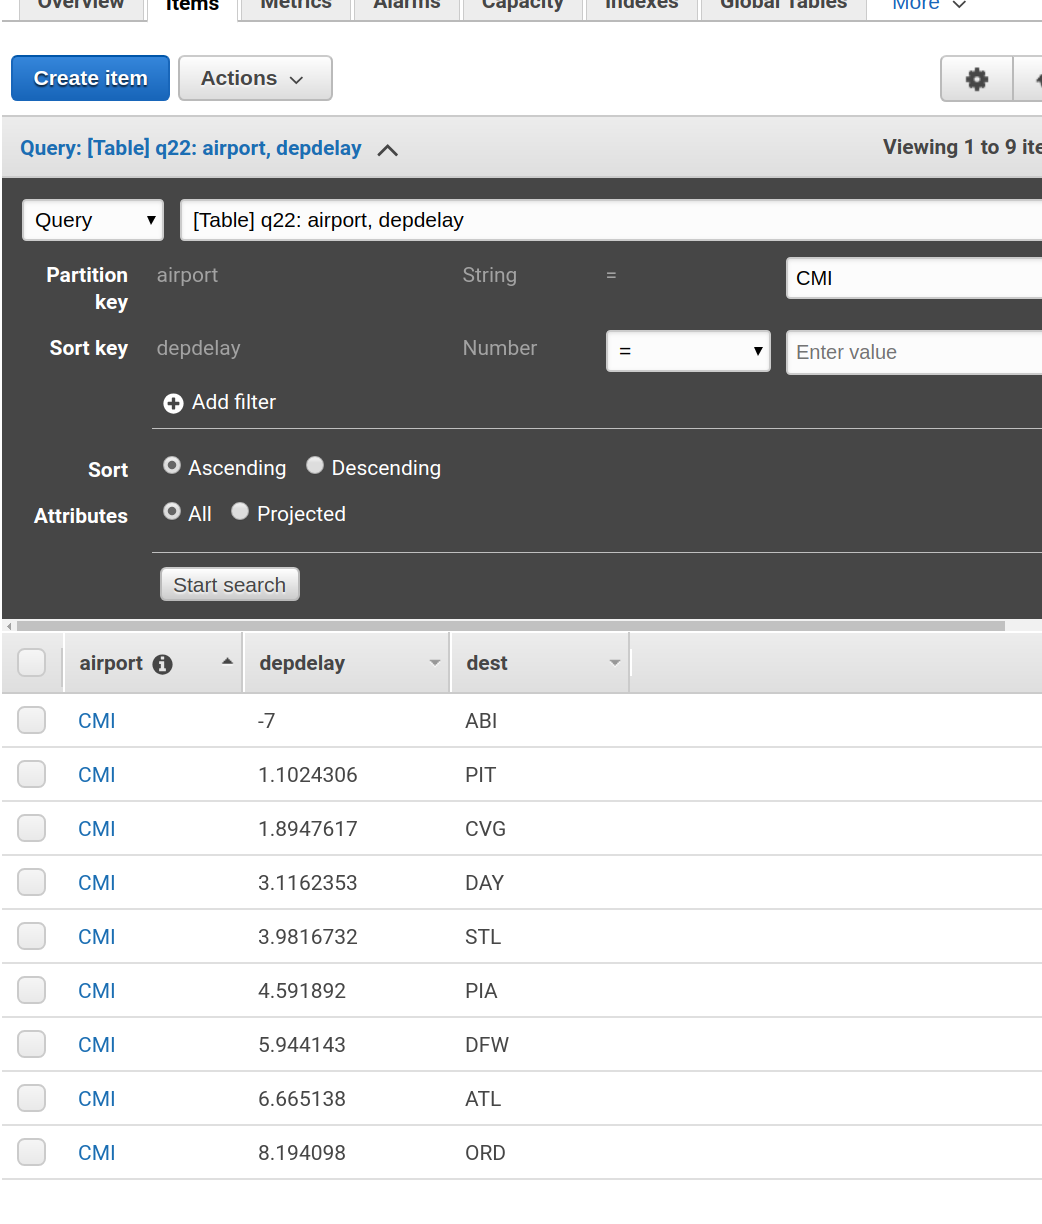 Overview Items Metrics Alarms Capacity Indexes Global Tables More
Create item Actions
Query: [Table] q22: airport, depdelay Viewing 1 to 9 ite
Query [Table] q22: airport, depdelay
Partition key airport String = CMI
Sort key depdelay Number = Enter value
Add filter
Sort Ascending Descending
Attributes All Projected
Start search
airport depdelay dest
CMI -7 ABI
CMI 1.1024306 PIT
CMI 1.8947617 CVG
CMI 3.1162353 DAY
CMI 3.9816732 STL
CMI 4.591892 PIA
CMI 5.944143 DFW
CMI 6.665138 ATL
CMI 8.194098 ORD